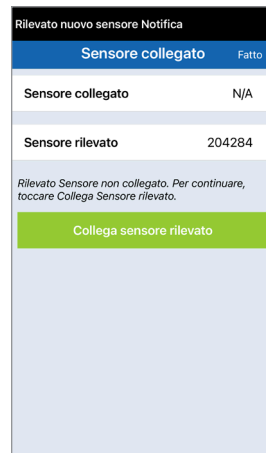 Rilevato nuovo sensore Notifica
Sensore collegato Fatto
Sensore collegato N/A
Sensore rilevato 204284
Rilevato Sensore non collegato. Per continuare,
toccare Collega Sensore rilevato.
Collega sensore rilevato